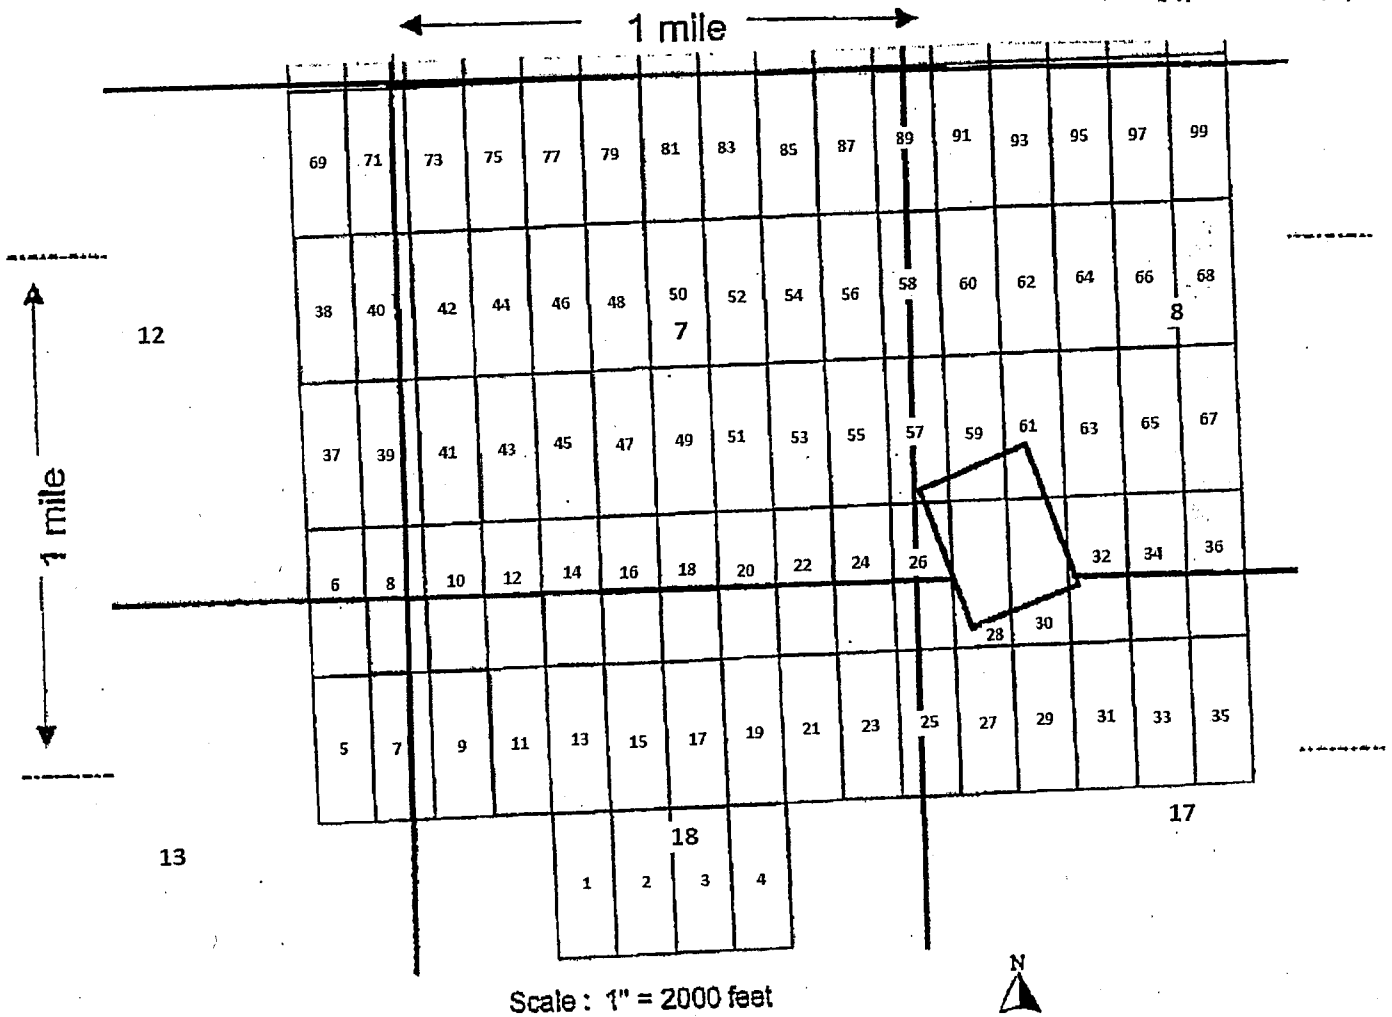 1 mile
69 71 73 75 77 79 81 83 85 87 89 91 93 95 97 99
38 40 42 44 46 48 50 52 54 56 58 60 62 64 66 68
12 7 8
37 39 41 43 45 47 49 51 53 55 57 59 61 63 65 67
1 mile
6 8 10 12 14 16 18 20 22 24 26 32 34 36
28 30
5 7 9 11 13 15 17 19 21 23 25 27 29 31 33 35
13 18 17
1 2 3 4
N
Scale : 1" = 2000 feet